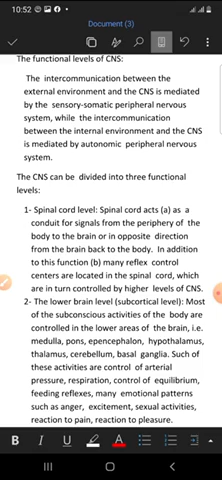 10:52
Document (3)
The functional levels of CNS:
The intercommunication between the
external environment and the CNS is mediated
by the sensory-somatic peripheral nervous
system, while the intercommunication
between the internal environment and the CNS
is mediated by autonomic peripheral nervous
system.
The CNS can be divided into three functional
levels:
1- Spinal cord level: Spinal cord acts (a) as a
conduit for signals from the periphery of the
body to the brain or in opposite direction
from the brain back to the body. In addition
to this function (b) many reflex control
centers are located in the spinal cord, which
are in turn controlled by higher levels of CNS.
2- The lower brain level (subcortical level): Most
of the subconscious activities of the body are
controlled in the lower areas of the brain, i.e.
medulla, pons, epencephalon, hypothalamus,
thalamus, cerebellum, basal ganglia. Such of
these activities are control of arterial
pressure, respiration, control of equilibrium,
feeding reflexes, many emotional patterns
such as anger, excitement, sexual activities,
reaction to pain, reaction to pleasure.
B I U A